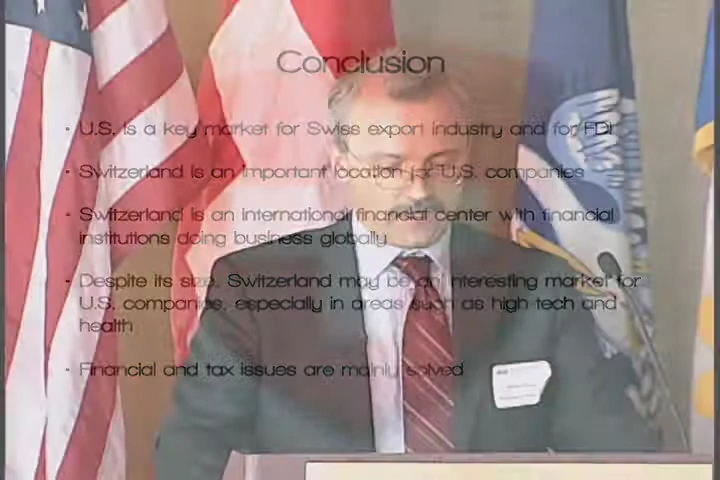 Conclusion
• U.S. is a key market for Swiss export industry and for FDI
• Switzerland is an important location for U.S. companies
• Switzerland is an international financial center with financial
institutions doing business globally
• Despite its size, Switzerland may be an interesting market for
U.S. companies, especially in areas such as high tech and
health
• Financial and tax issues are mainly solved